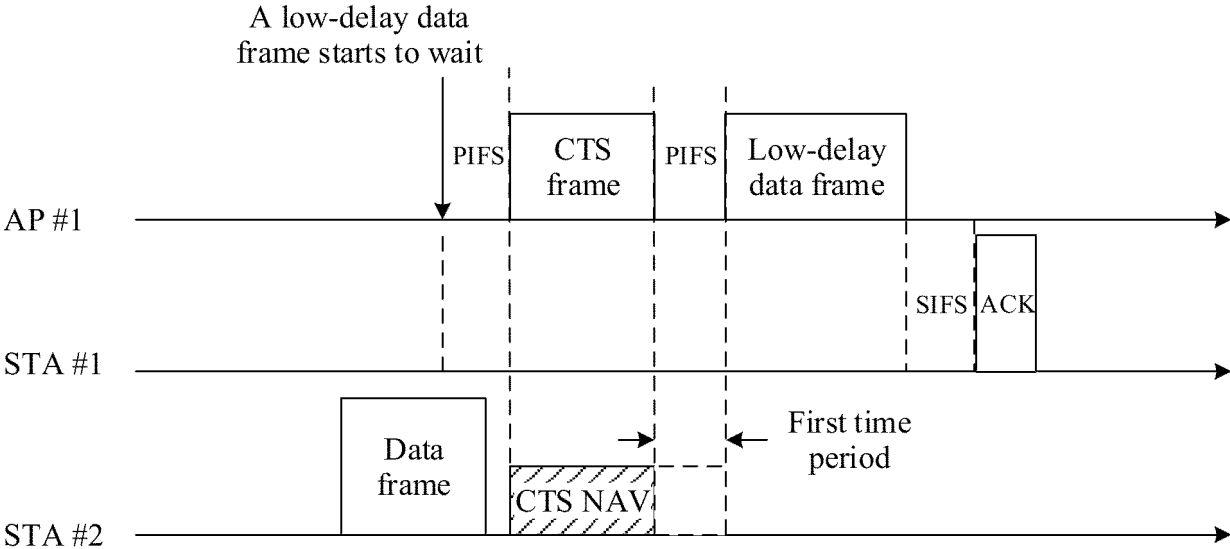 A low-delay data
frame starts to wait
PIFS
CTS
frame
PIFS
Low-delay
data frame
AP #1
SIFS
ACK
STA #1
Data
frame
First time
period
CTS NAV
STA #2